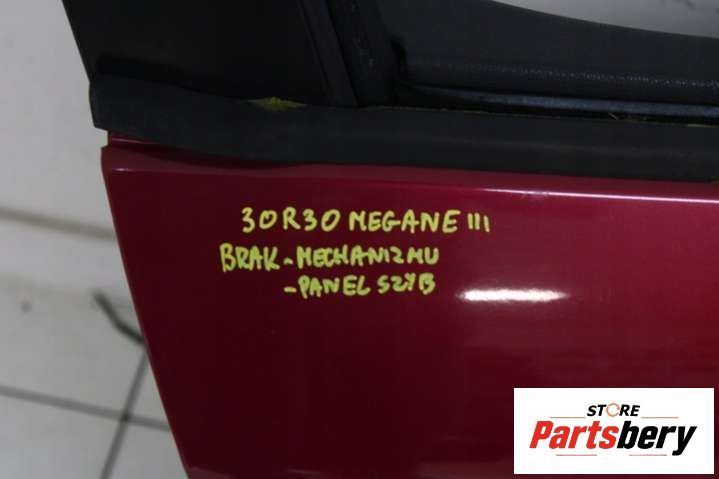 30R30 MEGANE III
BRAK - MECHANIZMU
- PANEL SZYB
STORE
Partsbery